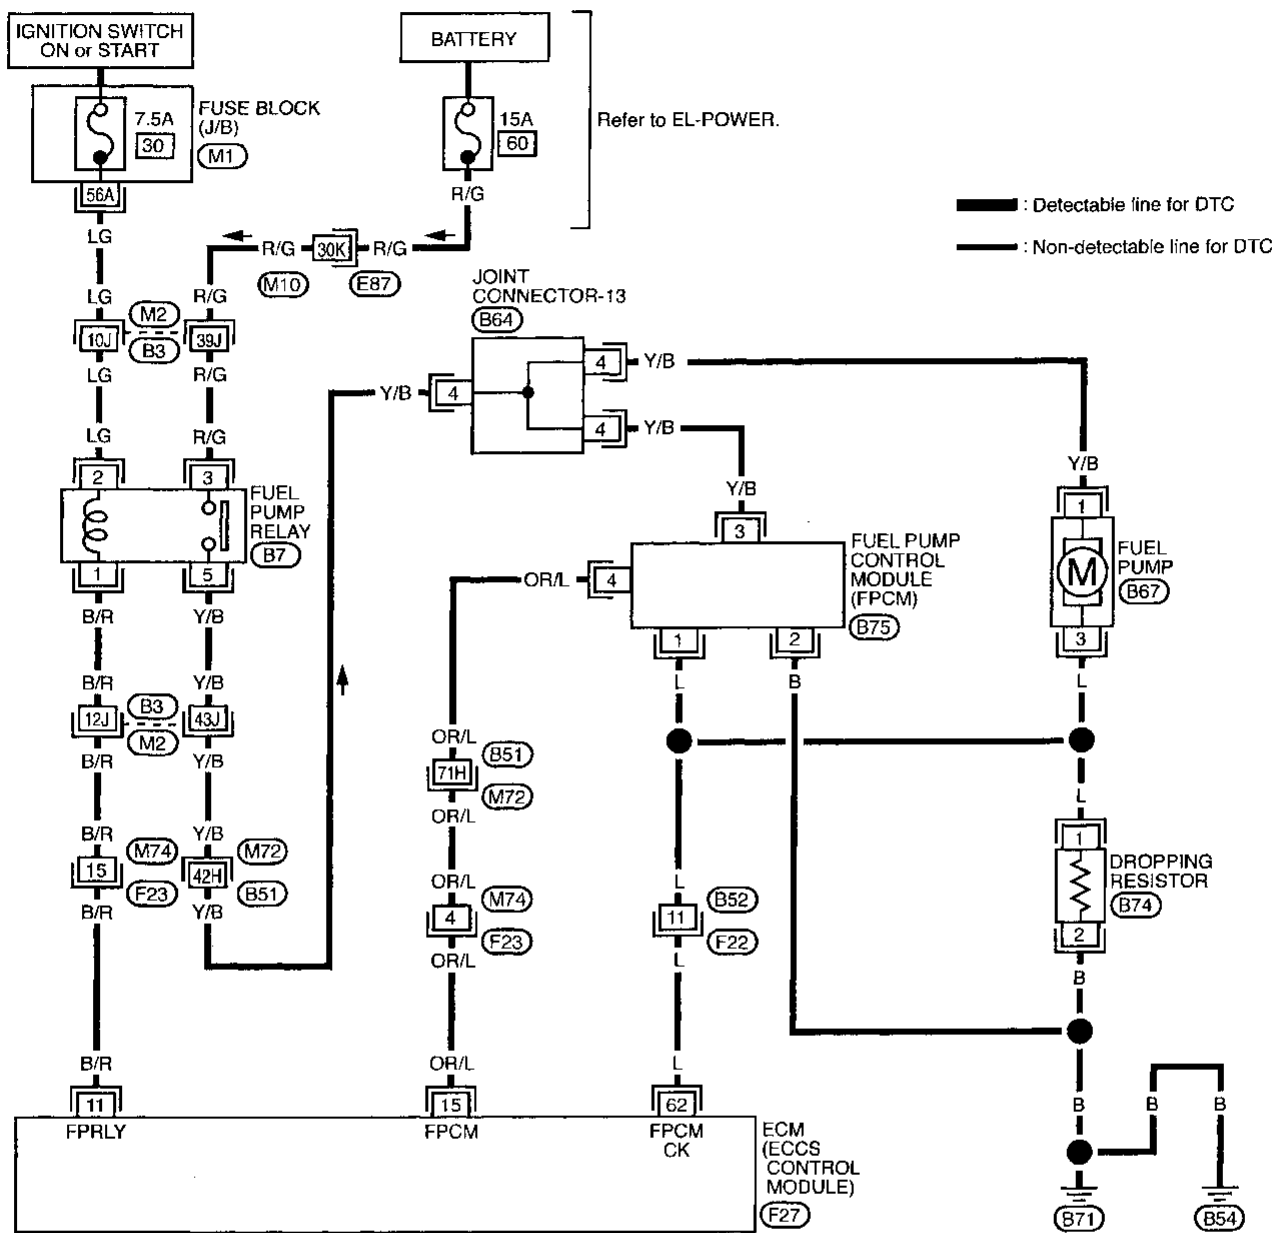 IGNITION SWITCH
ON or START
BATTERY
7.5A
30
FUSE BLOCK
(J/B)
M1
15A
60
Refer to EL-POWER.
56A
R/G
: Detectable line for DTC
: Non-detectable line for DTC
LG
R/G
30K
R/G
M10
E87
JOINT
CONNECTOR-13
B64
LG
R/G
M2
10J
39J
B3
LG
R/G
4
Y/B
Y/B
4
4
Y/B
LG
R/G
Y/B
2
3
Y/B
1
FUEL
PUMP
RELAY
B7
3
FUEL PUMP
CONTROL
MODULE
(FPCM)
B75
M
FUEL
PUMP
B67
1
5
OR/L
4
B/R
Y/B
1
2
3
B/R
Y/B
L
B
L
B3
12J
43J
M2
OR/L
B51
71H
M72
B/R
Y/B
OR/L
L
B/R
Y/B
1
M74
M72
15
42H
F23
B51
DROPPING
RESISTOR
B74
B/R
Y/B
OR/L
L
M74
B52
4
11
F23
F22
2
OR/L
L
B
B/R
OR/L
L
B
B
B
11
15
62
FPRLY
FPCM
FPCM
CK
ECM
(ECCS
CONTROL
MODULE)
F27
B71
B54